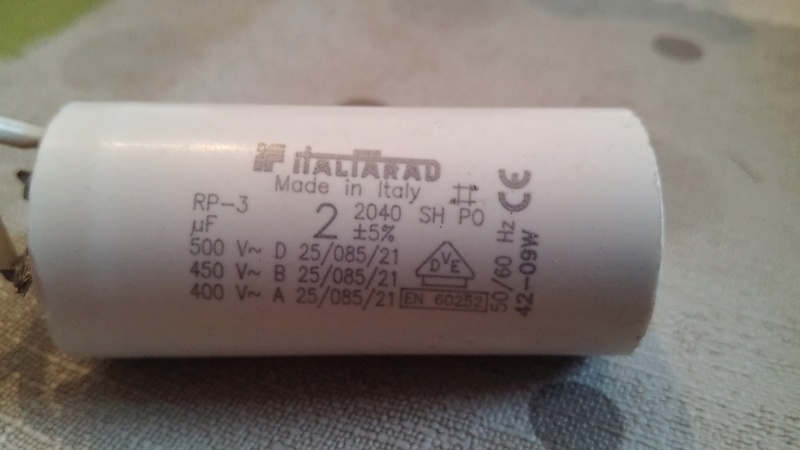 ITALFARAD
Made in Italy
RP-3
µF
2
2040 SH P0
±5%
500 V~ D 25/085/21
450 V~ B 25/085/21
400 V~ A 25/085/21
DVE
EN 60252
50/60 Hz CE
42-09W